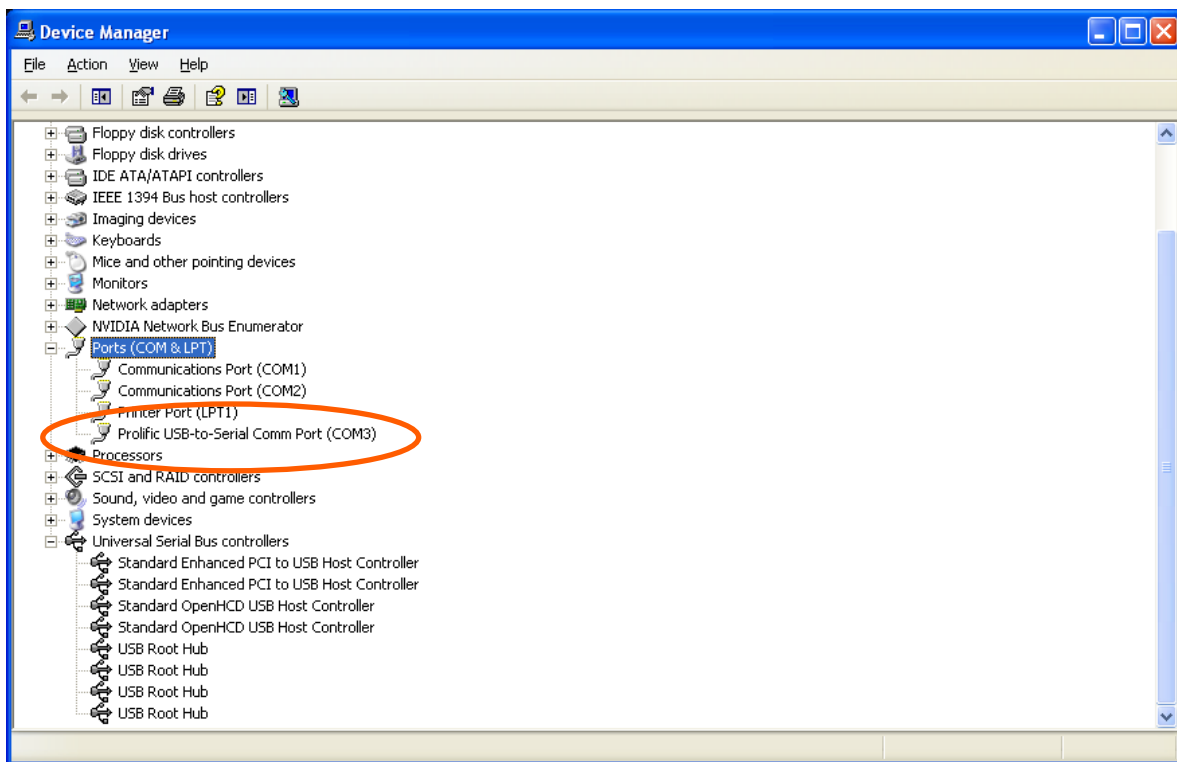 Device Manager
File Action View Help
Floppy disk controllers
Floppy disk drives
IDE ATA/ATAPI controllers
IEEE 1394 Bus host controllers
Imaging devices
Keyboards
Mice and other pointing devices
Monitors
Network adapters
NVIDIA Network Bus Enumerator
Ports (COM & LPT)
Communications Port (COM1)
Communications Port (COM2)
Printer Port (LPT1)
Prolific USB-to-Serial Comm Port (COM3)
Processors
SCSI and RAID controllers
Sound, video and game controllers
System devices
Universal Serial Bus controllers
Standard Enhanced PCI to USB Host Controller
Standard Enhanced PCI to USB Host Controller
Standard OpenHCD USB Host Controller
Standard OpenHCD USB Host Controller
USB Root Hub
USB Root Hub
USB Root Hub
USB Root Hub